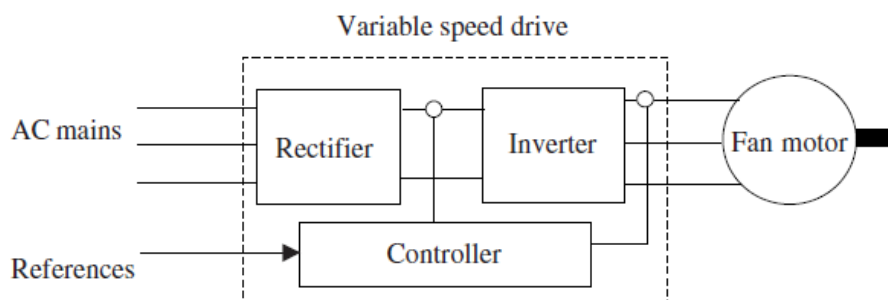 Variable speed drive
AC mains
Rectifier
Inverter
Fan motor
References
Controller